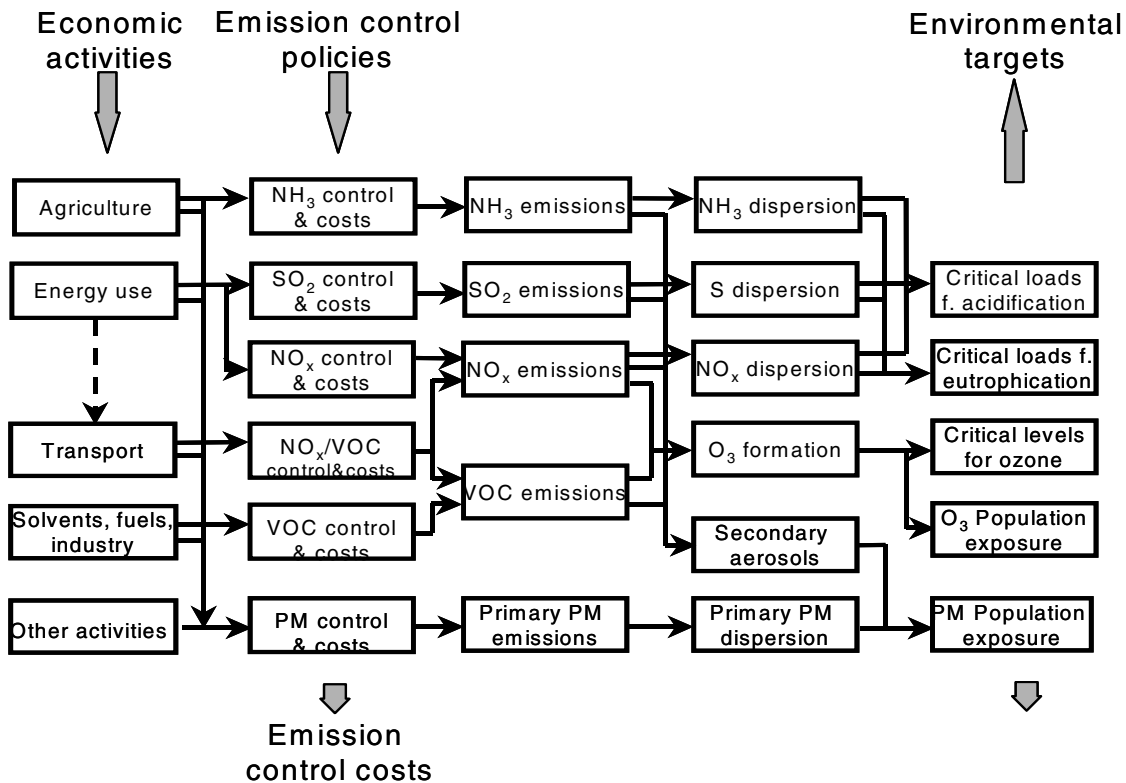 Economic
activities
Emission control
policies
Environmental
targets
Agriculture
NH₃ control
& costs
NH₃ emissions
NH₃ dispersion
Energy use
SO₂ control
& costs
SO₂ emissions
S dispersion
Critical loads
f. acidification
NOₓ control
& costs
NOₓ emissions
NOₓ dispersion
Critical loads f.
eutrophication
Transport
NOₓ/VOC
control&costs
VOC emissions
O₃ formation
Critical levels
for ozone
Solvents, fuels,
industry
VOC control
& costs
Secondary
aerosols
O₃ Population
exposure
Other activities
PM control
& costs
Primary PM
emissions
Primary PM
dispersion
PM Population
exposure
Emission
control costs